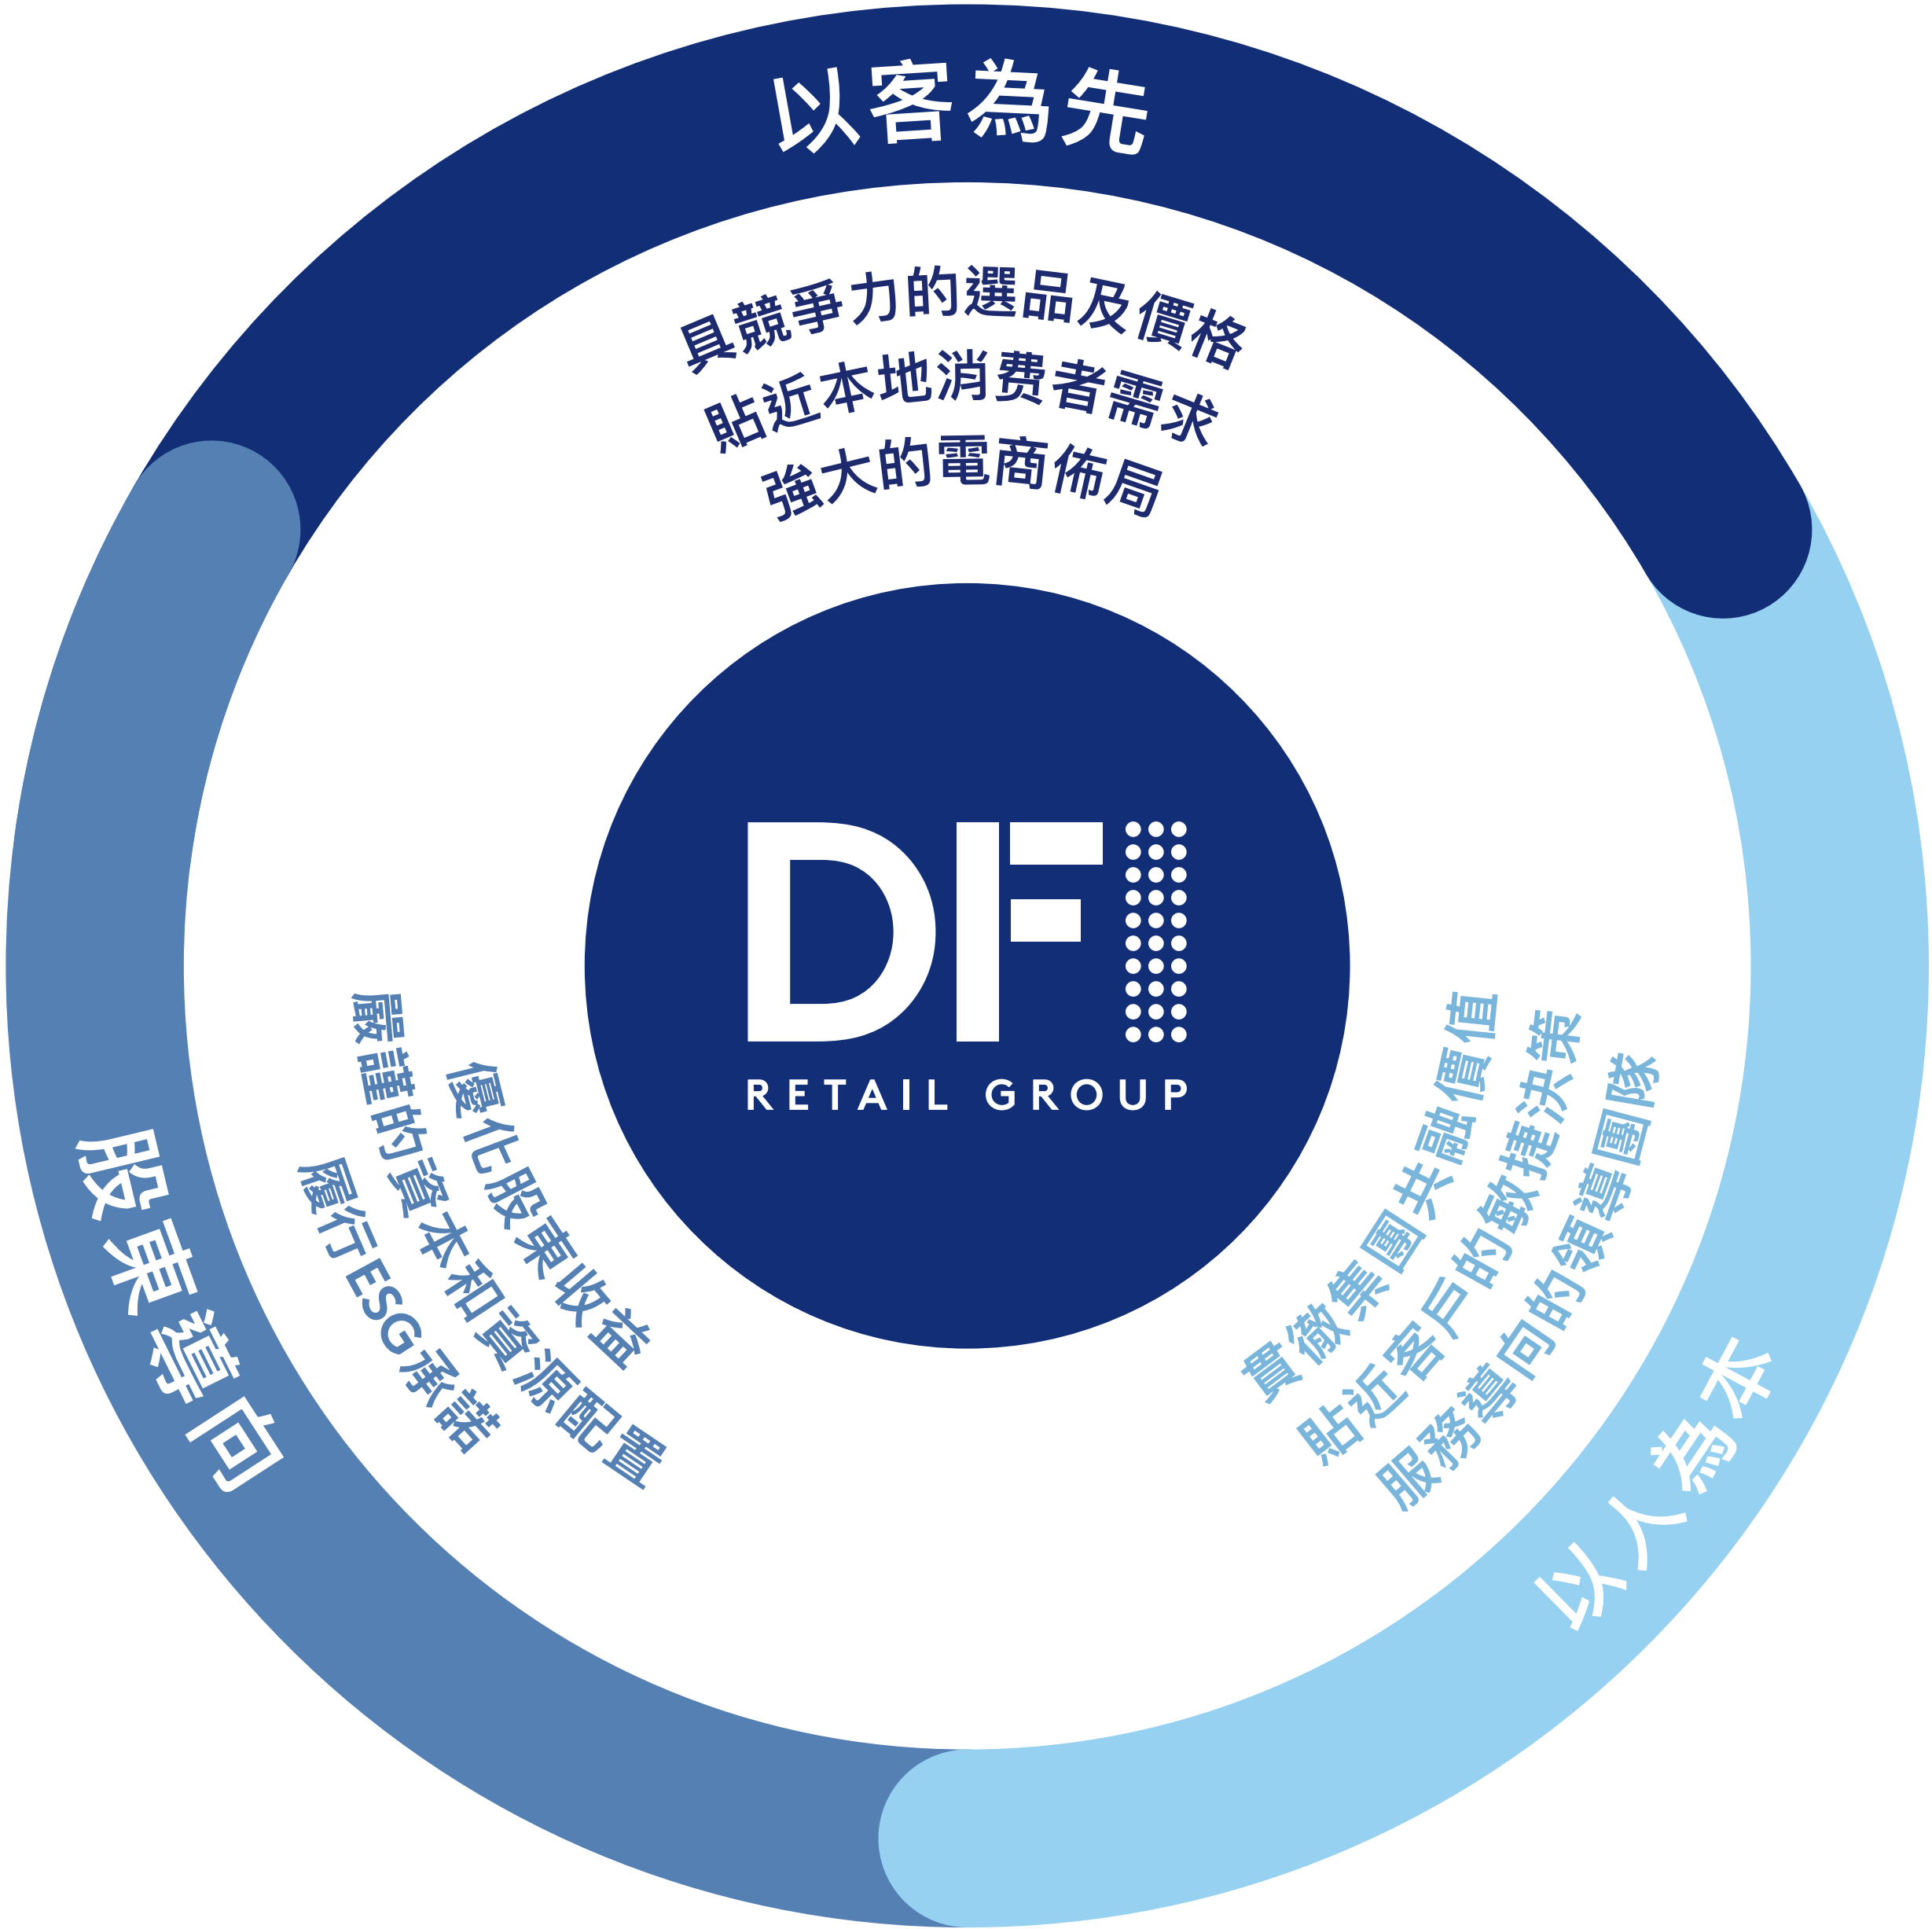 以客為先
具競爭力的選品及價格
貼近本地消費者需求
強大的電商佈局
DFI
RETAIL GROUP
以人為本
貫徹集團共融價值
貼近客戶的敏捷決策
服務導向的領導團隊
股東導向
優化股東收益
嚴謹的資本和資源配置
履行ESG承諾